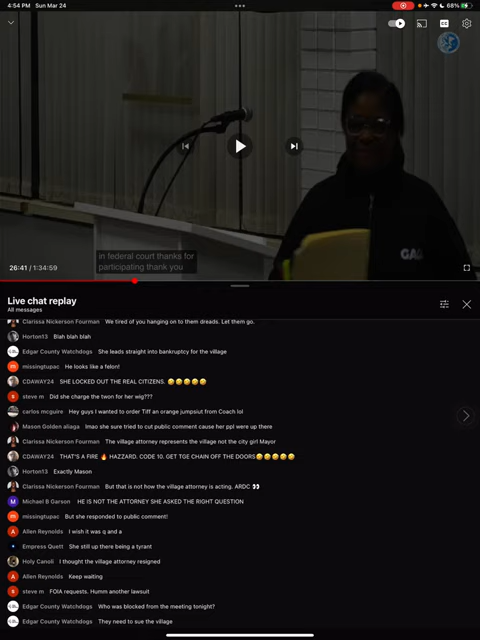 4:54 PM Sun Mar 24
68%
CC
in federal court thanks for
participating thank you
26:41 / 1:34:59
Live chat replay
All messages
Clarissa Nickerson Fourman We tired of you hanging on to them dreads. Let them go.
Horton13 Blah blah blah
Edgar County Watchdogs She leads straight into bankruptcy for the village
missingtupac He looks like a felon!
CDAWAY24 SHE LOCKED OUT THE REAL CITIZENS. 🤣🤣🤣🤣🤣
steve m Did she charge the twon for her wig???
carlos mcguire Hey guys I wanted to order Tiff an orange jumpsiut from Coach lol
Mason Golden aliaga lmao she sure tried to cut public comment cause her ppl were up there
Clarissa Nickerson Fourman The village attorney represents the village not the city girl Mayor
CDAWAY24 THAT'S A FIRE 🔥 HAZZARD. CODE 10. GET TGE CHAIN OFF THE DOORS🤣🤣🤣🤣🤣
Horton13 Exactly Mason
Clarissa Nickerson Fourman But that is not how the village attorney is acting. ARDC 👀
Michael B Garson HE IS NOT THE ATTORNEY SHE ASKED THE RIGHT QUESTION
missingtupac But she responded to public comment!
Allen Reynolds I wish it was q and a
Empress Quett She still up there being a tyrant
Holy Canoli I thought the village attorney resigned
Allen Reynolds Keep waiting
steve m FOIA requests. Humm another lawsuit
Edgar County Watchdogs Who was blocked from the meeting tonight?
Edgar County Watchdogs They need to sue the village